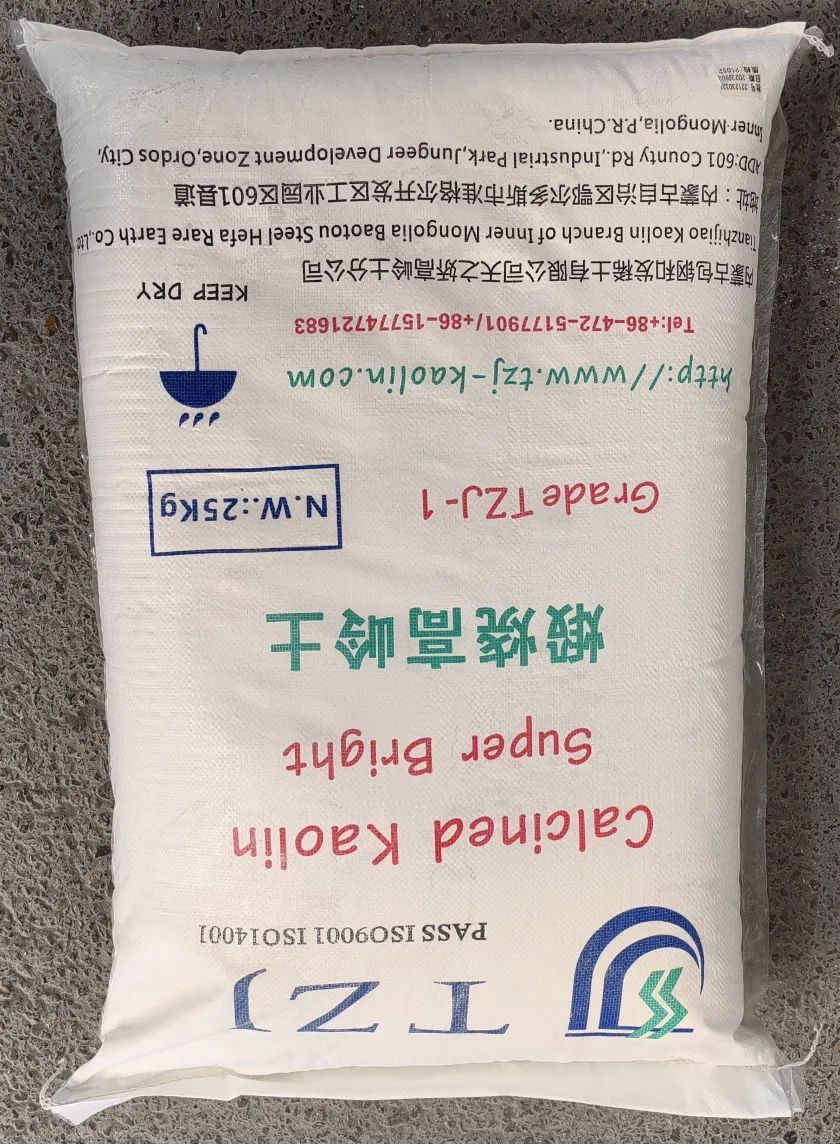 TZJ
PASS ISO9001 ISO14001
Calcined Kaolin
Super Bright
煅烧高岭土
Grade TZJ-1
N.W.:25Kg
http://www.tzj-kaolin.com
Tel:+86-472-5177901/+86-15774721683
KEEP DRY
内蒙古包钢和发稀土有限公司天之娇高岭土分公司
Tianzhijiao Kaolin Branch of Inner Mongolia Baotou Steel Hefa Rare Earth Co.,Ltd.
地址：内蒙古自治区鄂尔多斯市准格尔开发区工业园区601县道
ADD:601 County Rd.,Industrial Park,Jungeer Development Zone,Ordos City,
Inner Mongolia,P.R.China.